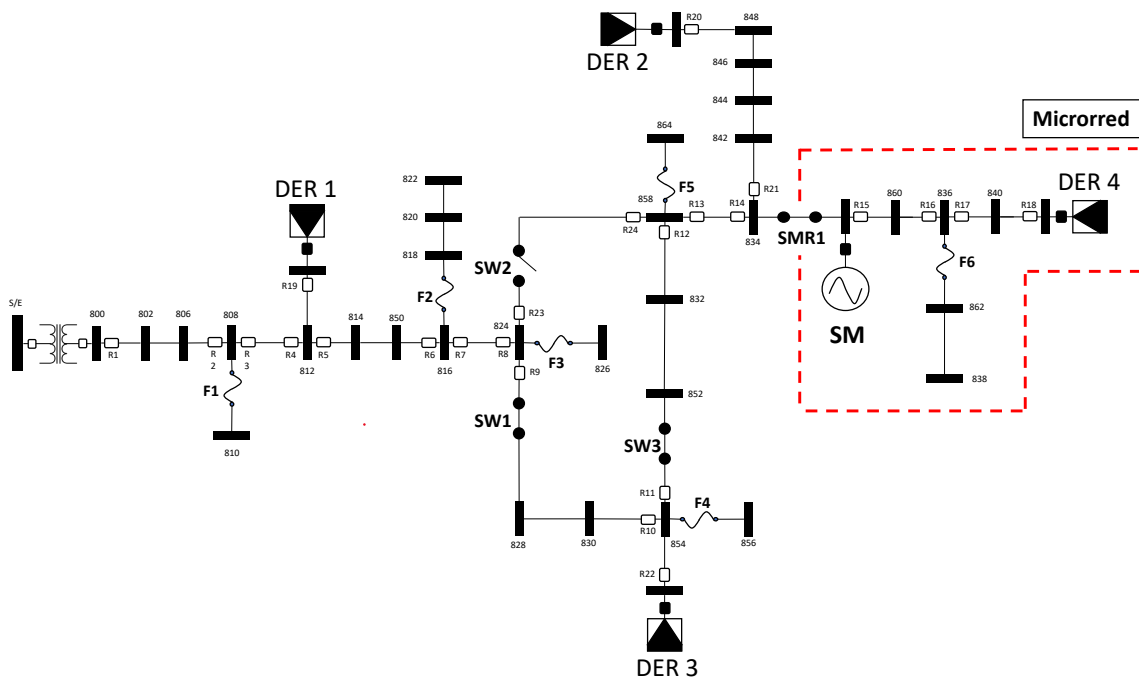 R20
848
DER 2
846
844
Microrred
842
864
DER 1
822
F5
R21
DER 4
858
R13
R14
860
836
840
820
R15
R16
R17
R18
R24
R12
834
SMR1
818
SW2
F6
R19
F2
832
SM
S/E
R23
862
800
802
806
808
814
850
824
R1
R
2
R
3
R4
R5
R6
R7
R8
F3
812
816
R9
826
838
F1
852
SW1
SW3
810
R11
F4
R10
828
830
854
856
R22
DER 3